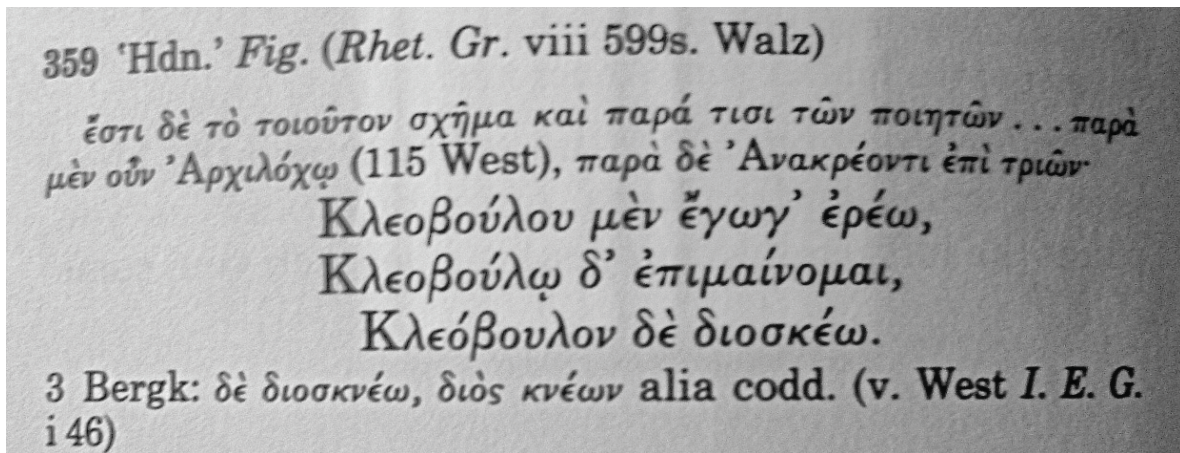 359 ‘Hdn.’ Fig. (Rhet. Gr. viii 599s. Walz)
ἔστι δὲ τὸ τοιοῦτον σχῆμα καὶ παρά τισι τῶν ποιητῶν . . . παρὰ
μὲν οὖν Ἀρχιλόχῳ (115 West), παρὰ δὲ Ἀνακρέοντι ἐπὶ τριῶν·
Κλεοβούλου μὲν ἔγωγ’ ἐρέω,
Κλεοβούλῳ δ’ ἐπιμαίνομαι,
Κλεόβουλον δὲ διοσκέω.
3 Bergk: δὲ διοσκνέω, διὸς κνέων alia codd. (v. West I. E. G.
i 46)